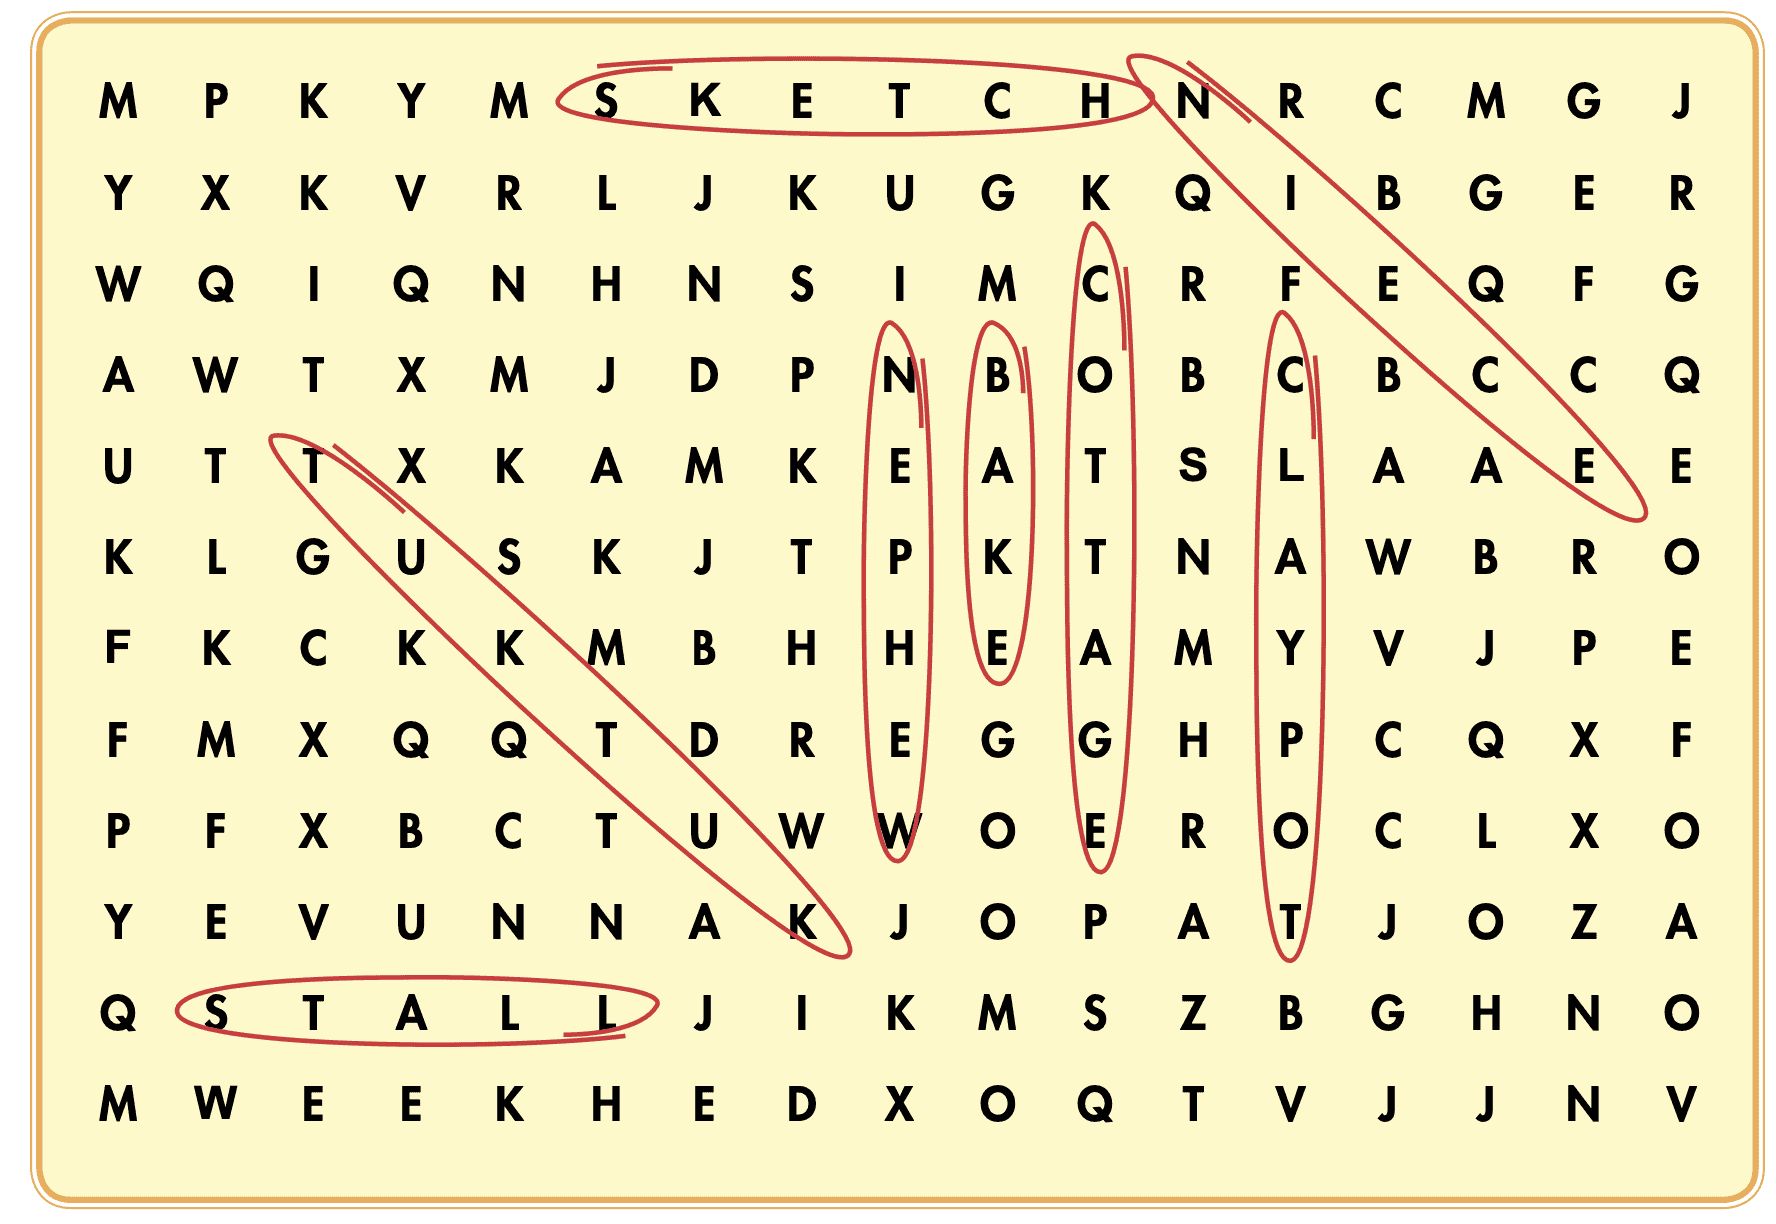 M P K Y M S K E T C H N R C M G J
Y X K V R L J K U G K Q I B G E R
W Q I Q N H N S I M C R F E Q F G
A W T X M J D P N B O B C B C C Q
U T T X K A M K E A T S L A A E E
K L G U S K J T P K T N A W B R O
F K C K K M B H H E A M Y V J P E
F M X Q Q T D R E G G H P C Q X F
P F X B C T U W W O E R O C L X O
Y E V U N N A K J O P A T J O Z A
Q S T A L L J I K M S Z B G H N O
M W E E K H E D X O Q T V J J N V